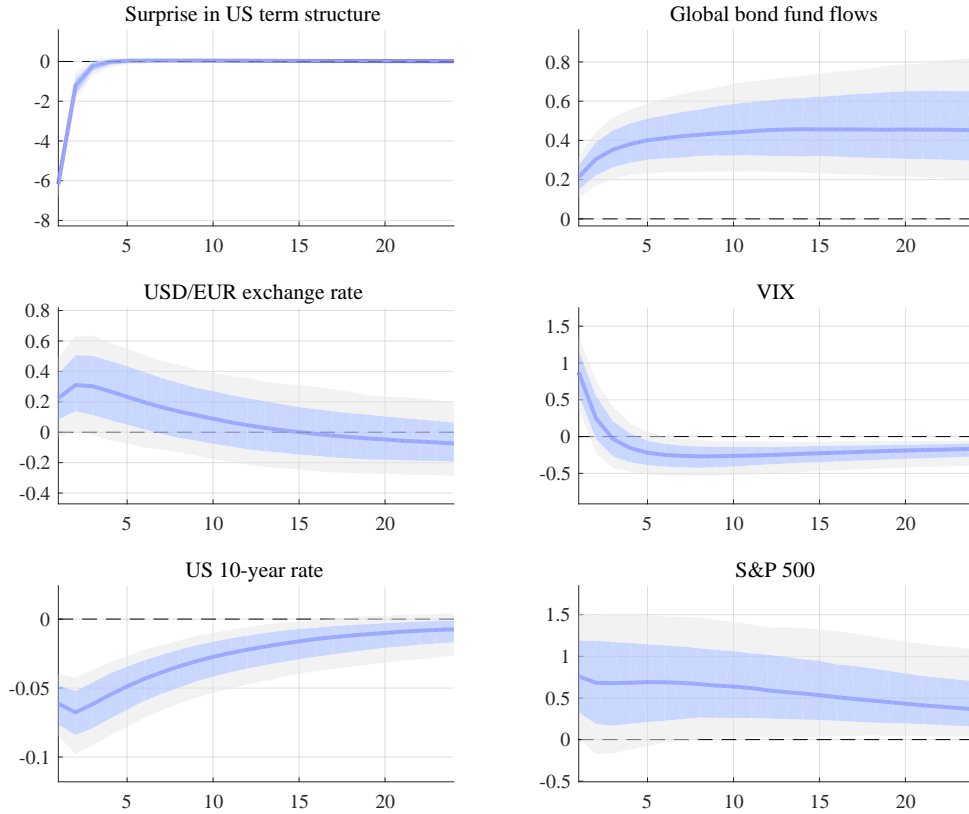 Surprise in US term structure
0
-2
-4
-6
-8
5 10 15 20
Global bond fund flows
0.8
0.6
0.4
0.2
0
5 10 15 20
USD/EUR exchange rate
0.8
0.6
0.4
0.2
0
-0.2
-0.4
5 10 15 20
VIX
1.5
1
0.5
0
-0.5
5 10 15 20
US 10-year rate
0
-0.05
-0.1
5 10 15 20
S&P 500
1.5
1
0.5
0
-0.5
5 10 15 20